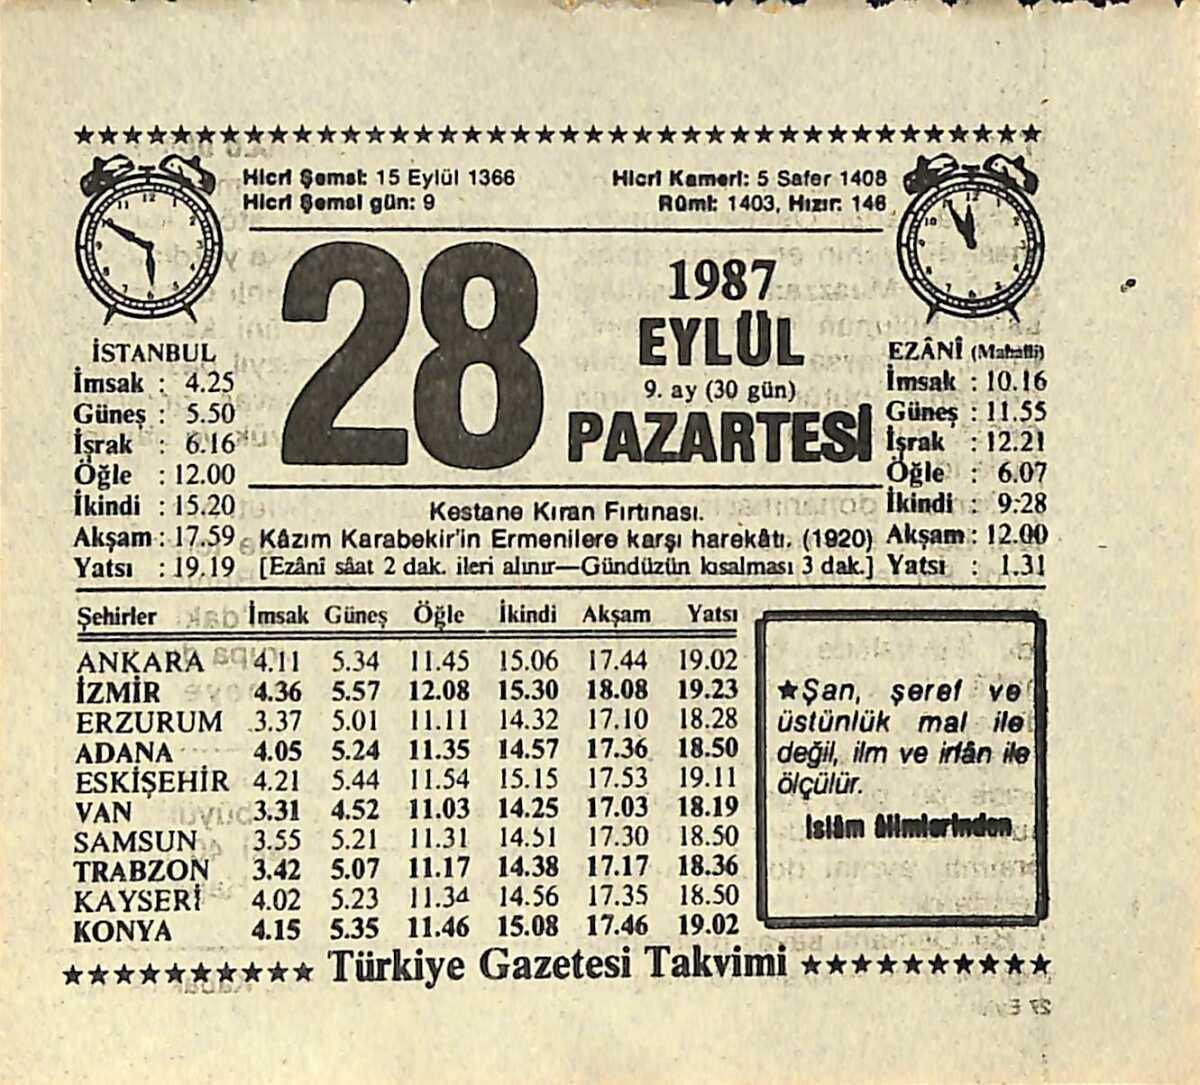 Hicrî Şemsî: 15 Eylül 1366
Hicrî Şemsî gün: 9
Hicrî Kamerî: 5 Safer 1408
Rûmî: 1403, Hızır: 146
28
1987
EYLÜL
9. ay (30 gün)
PAZARTESİ
İSTANBUL
İmsak : 4.25
Güneş : 5.50
İşrak : 6.16
Öğle : 12.00
İkindi : 15.20
Akşam : 17.59
Yatsı : 19.19
EZÂNÎ (Mahallî)
İmsak : 10.16
Güneş : 11.55
İşrak : 12.21
Öğle : 6.07
İkindi : 9.28
Akşam : 12.00
Yatsı : 1.31
Kestane Kıran Fırtınası.
Kâzım Karabekir'in Ermenilere karşı harekâtı. (1920)
[Ezânî sâat 2 dak. ileri alınır—Gündüzün kısalması 3 dak.]
Şehirler İmsak Güneş Öğle İkindi Akşam Yatsı
ANKARA 4.11 5.34 11.45 15.06 17.44 19.02
İZMİR 4.36 5.57 12.08 15.30 18.08 19.23
ERZURUM 3.37 5.01 11.11 14.32 17.10 18.28
ADANA 4.05 5.24 11.35 14.57 17.36 18.50
ESKİŞEHİR 4.21 5.44 11.54 15.15 17.53 19.11
VAN 3.31 4.52 11.03 14.25 17.03 18.19
SAMSUN 3.55 5.21 11.31 14.51 17.30 18.50
TRABZON 3.42 5.07 11.17 14.38 17.17 18.36
KAYSERİ 4.02 5.23 11.34 14.56 17.35 18.50
KONYA 4.15 5.35 11.46 15.08 17.46 19.02
★Şan, şeref ve
üstünlük mal ile
değil, ilm ve irfân ile
ölçülür.
İslâm âlimlerinden
Türkiye Gazetesi Takvimi